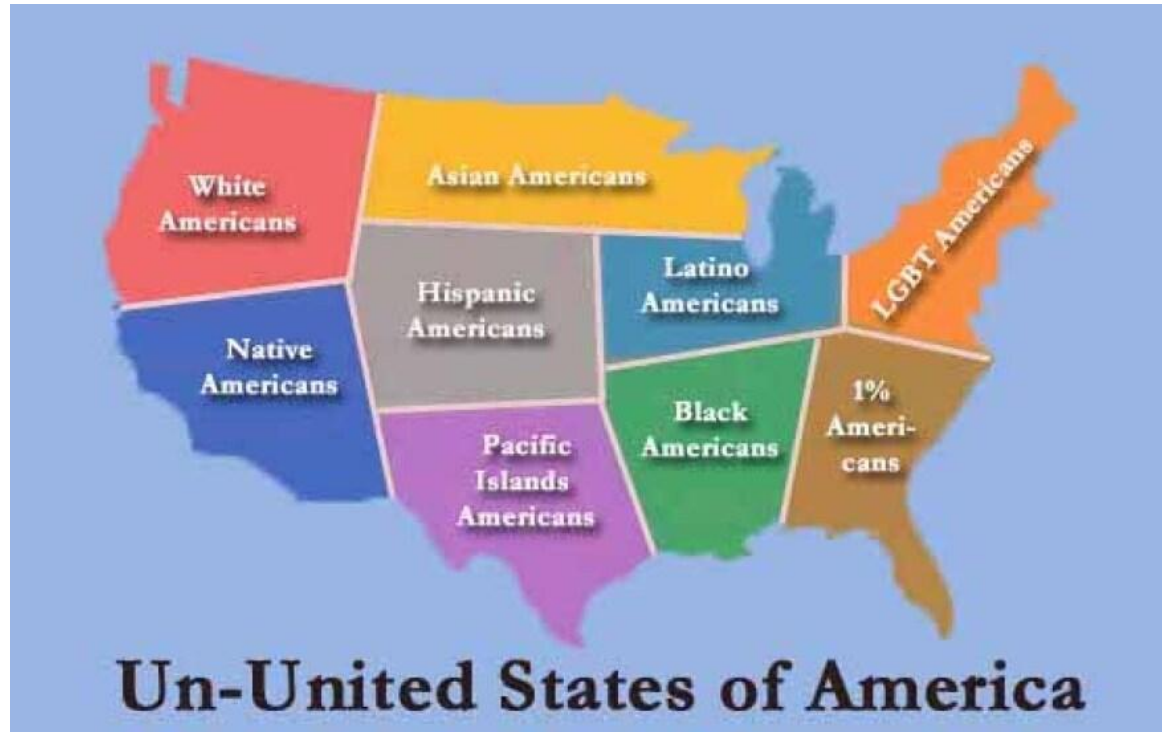 White
Americans
Asian Americans
LGBT Americans
Hispanic
Americans
Latino
Americans
Native
Americans
Black
Americans
1%
Ameri-
cans
Pacific
Islands
Americans
Un-United States of America